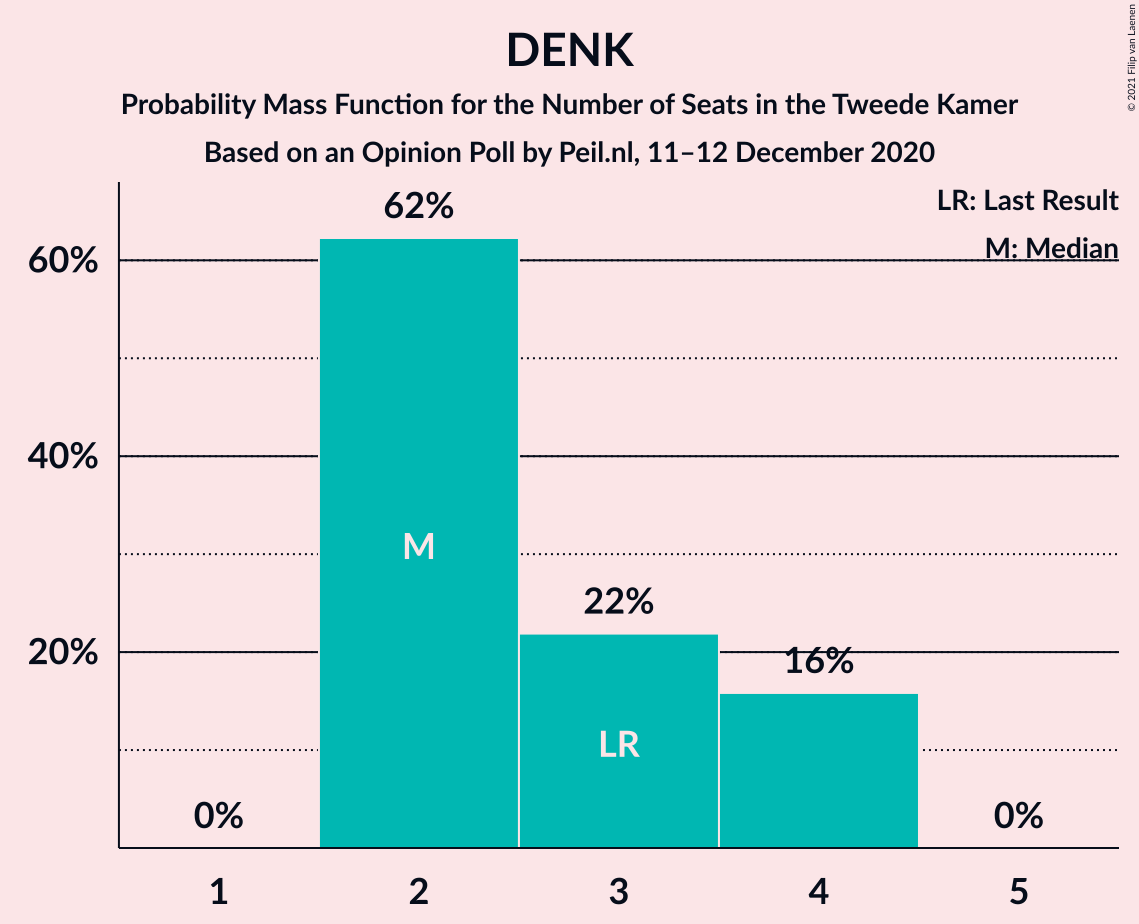 DENK
Probability Mass Function for the Number of Seats in the Tweede Kamer
Based on an Opinion Poll by Peil.nl, 11–12 December 2020
© 2021 Filip van Laenen
LR: Last Result
M: Median
62%
60%
40%
M
22%
20%
16%
LR
0%
0%
1 2 3 4 5